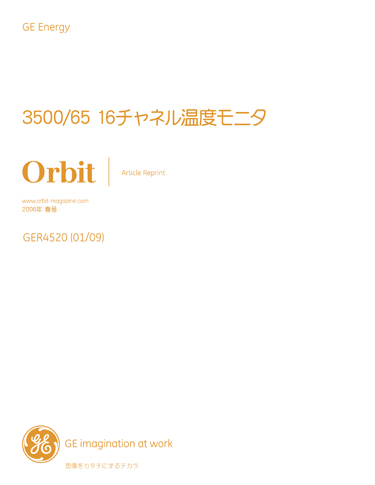 GE Energy
3500/65 16チャネル温度モニタ
Orbit
Article Reprint
www.orbit-magazine.com
2006年 春号
GER4520 (01/09)
GE imagination at work
想像をカタチにするチカラ